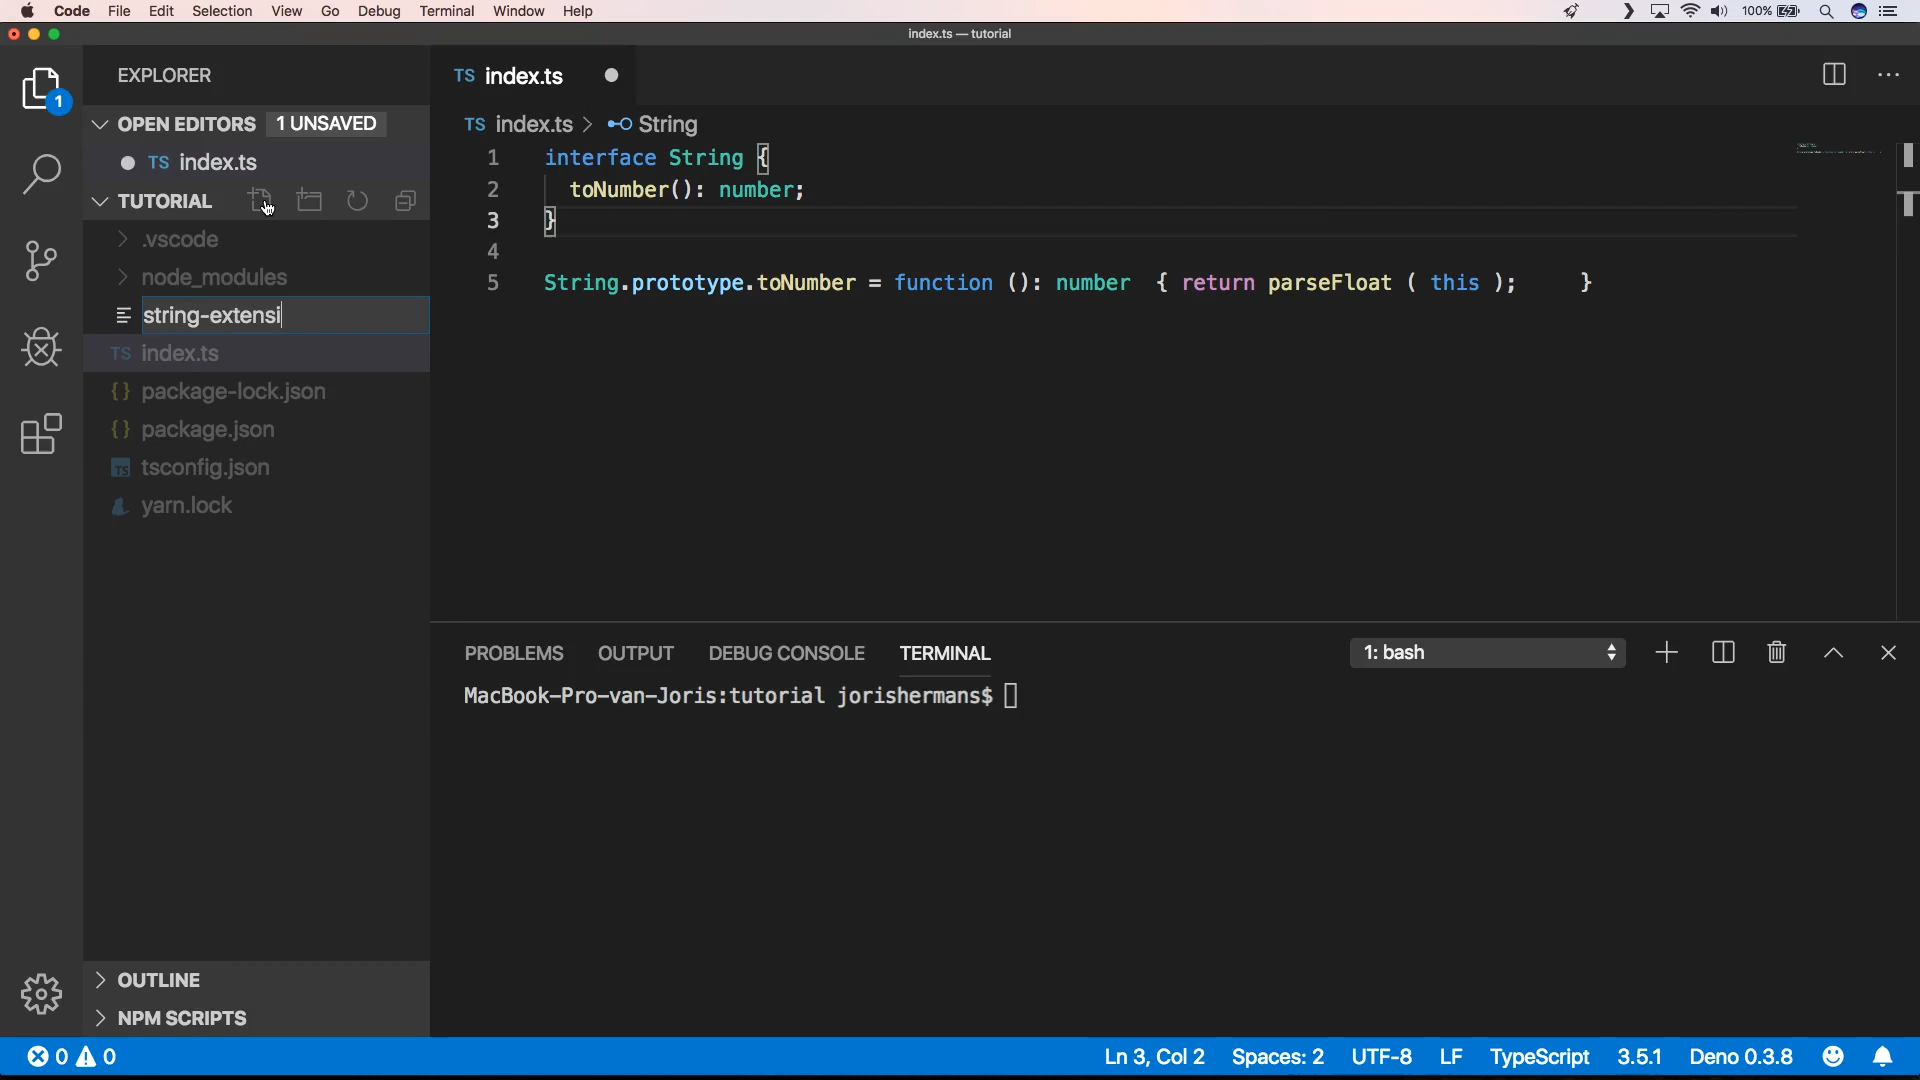 Code File Edit Selection View Go Debug Terminal Window Help 100%
index.ts — tutorial
EXPLORER
OPEN EDITORS 1 UNSAVED
TS index.ts
TUTORIAL
.vscode
node_modules
string-extensi
TS index.ts
{} package-lock.json
{} package.json
TS tsconfig.json
yarn.lock
OUTLINE
NPM SCRIPTS
1
TS index.ts
TS index.ts > String
1 interface String {
2 toNumber(): number;
3 }
4
5 String.prototype.toNumber = function (): number { return parseFloat ( this ); }
PROBLEMS OUTPUT DEBUG CONSOLE TERMINAL 1: bash
MacBook-Pro-van-Joris:tutorial jorishermans$
0 0 Ln 3, Col 2 Spaces: 2 UTF-8 LF TypeScript 3.5.1 Deno 0.3.8